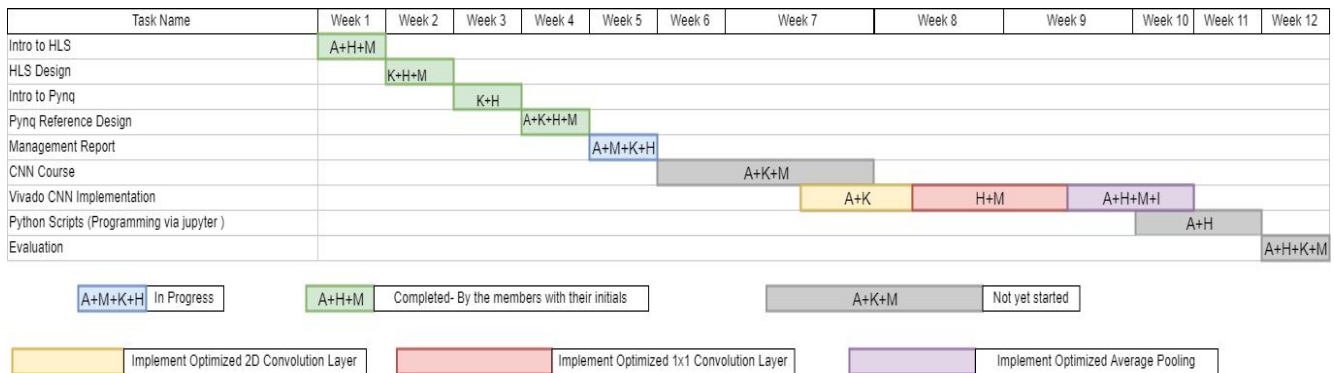 Task Name Week 1 Week 2 Week 3 Week 4 Week 5 Week 6 Week 7 Week 8 Week 9 Week 10 Week 11 Week 12
Intro to HLS A+H+M
HLS Design K+H+M
Intro to Pynq K+H
Pynq Reference Design A+K+H+M
Management Report A+M+K+H
CNN Course A+K+M
Vivado CNN Implementation A+K H+M A+H+M+I
Python Scripts (Programming via jupyter ) A+H
Evaluation A+H+K+M
A+M+K+H In Progress A+H+M Completed- By the members with their initials A+K+M Not yet started
Implement Optimized 2D Convolution Layer Implement Optimized 1x1 Convolution Layer Implement Optimized Average Pooling